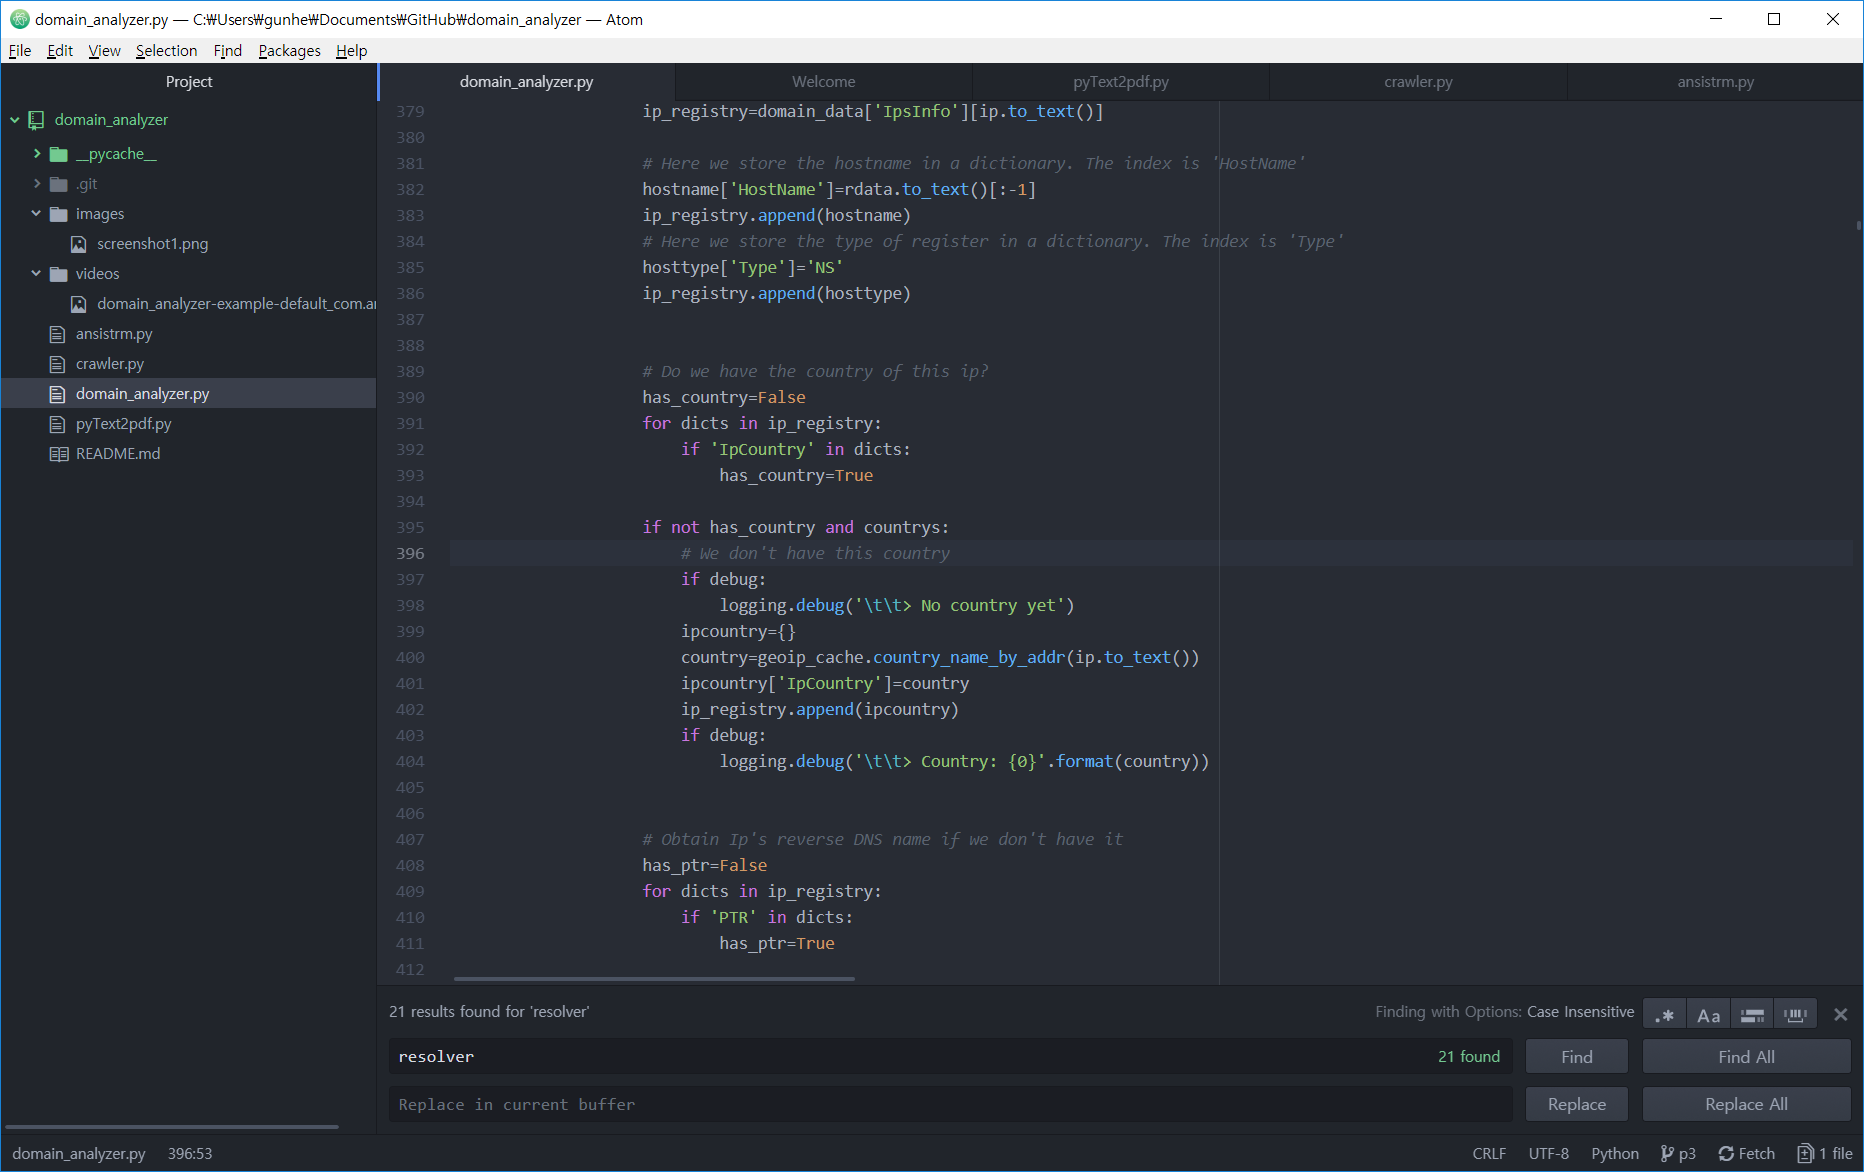 domain_analyzer.py — C:₩Users₩gunhe₩Documents₩GitHub₩domain_analyzer — Atom
File Edit View Selection Find Packages Help
Project
domain_analyzer
__pycache__
.git
images
screenshot1.png
videos
domain_analyzer-example-default_com.ar
ansistrm.py
crawler.py
domain_analyzer.py
pyText2pdf.py
README.md
domain_analyzer.py Welcome pyText2pdf.py crawler.py ansistrm.py
379 ip_registry=domain_data['IpsInfo'][ip.to_text()]
380
381 # Here we store the hostname in a dictionary. The index is 'HostName'
382 hostname['HostName']=rdata.to_text()[:-1]
383 ip_registry.append(hostname)
384 # Here we store the type of register in a dictionary. The index is 'Type'
385 hosttype['Type']='NS'
386 ip_registry.append(hosttype)
387
388
389 # Do we have the country of this ip?
390 has_country=False
391 for dicts in ip_registry:
392 if 'IpCountry' in dicts:
393 has_country=True
394
395 if not has_country and countrys:
396 # We don't have this country
397 if debug:
398 logging.debug('\t\t> No country yet')
399 ipcountry={}
400 country=geoip_cache.country_name_by_addr(ip.to_text())
401 ipcountry['IpCountry']=country
402 ip_registry.append(ipcountry)
403 if debug:
404 logging.debug('\t\t> Country: {0}'.format(country))
405
406
407 # Obtain Ip's reverse DNS name if we don't have it
408 has_ptr=False
409 for dicts in ip_registry:
410 if 'PTR' in dicts:
411 has_ptr=True
412
21 results found for 'resolver' Finding with Options: Case Insensitive .* Aa
resolver 21 found Find Find All
Replace in current buffer Replace Replace All
domain_analyzer.py 396:53 CRLF UTF-8 Python p3 Fetch 1 file